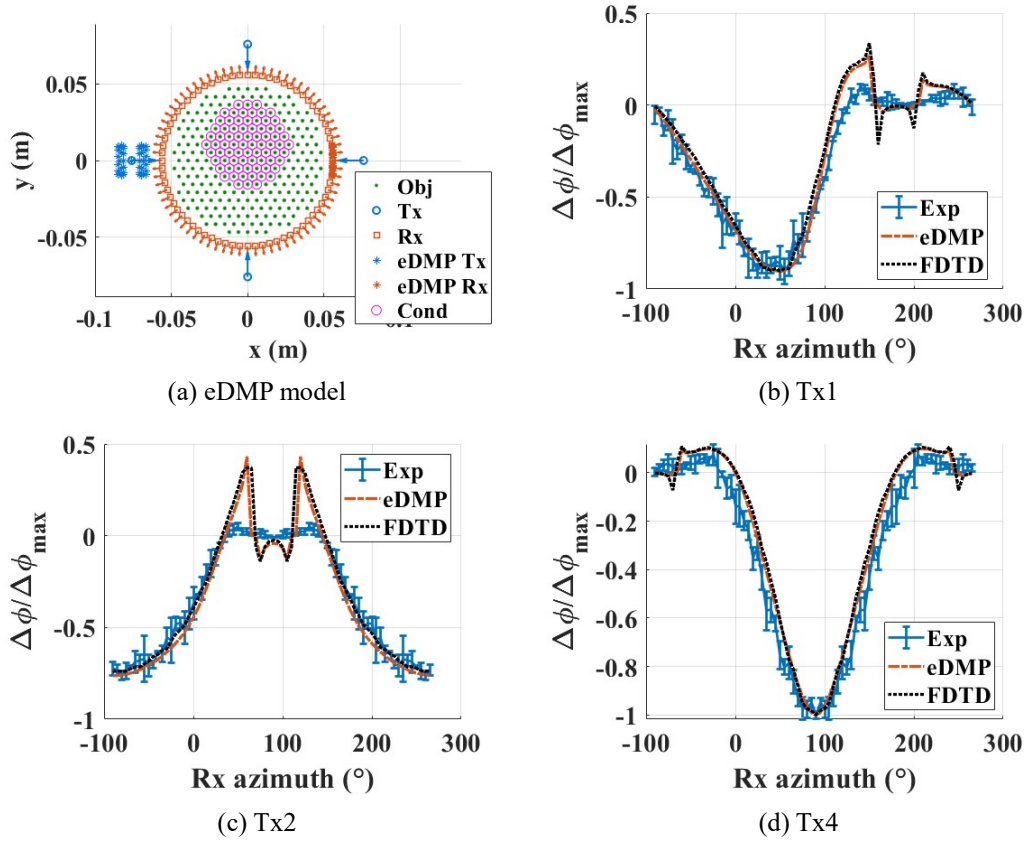 0.05
0
-0.05
y (m)
-0.1
-0.05
0
0.05
x (m)
Obj
Tx
Rx
eDMP Tx
eDMP Rx
Cond
(a) eDMP model
0.5
0
-0.5
-1
Δϕ/Δϕmax
Exp
eDMP
FDTD
-100 0 100 200 300
Rx azimuth (°)
(b) Tx1
0.5
0
-0.5
-1
Δϕ/Δϕmax
Exp
eDMP
FDTD
-100 0 100 200 300
Rx azimuth (°)
(c) Tx2
0
-0.2
-0.4
-0.6
-0.8
-1
Δϕ/Δϕmax
Exp
eDMP
FDTD
-100 0 100 200 300
Rx azimuth (°)
(d) Tx4